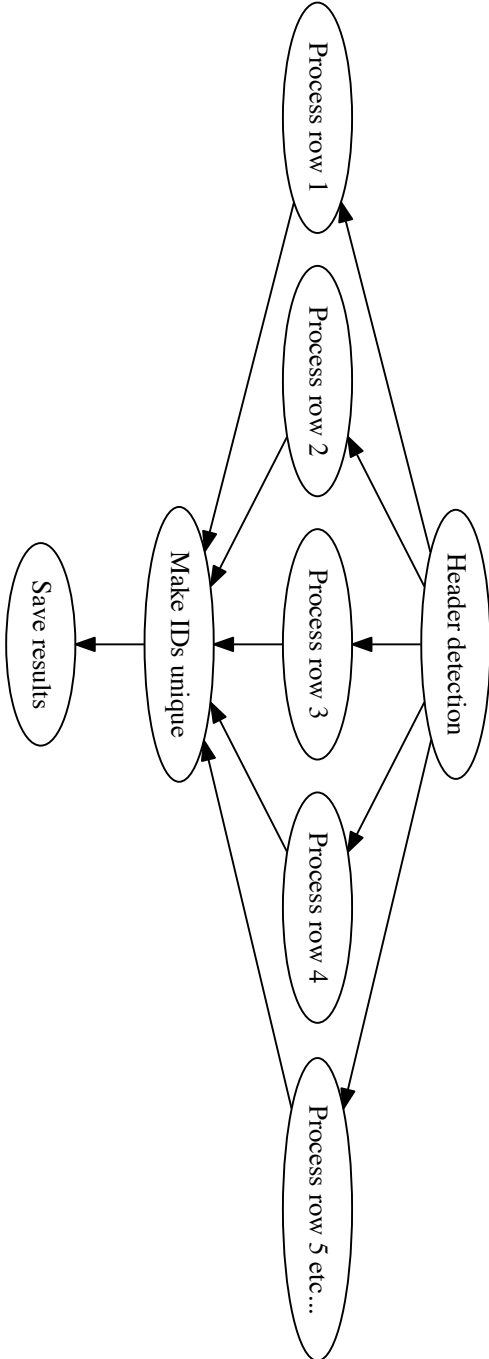 Header detection
Process row 1
Process row 2
Process row 3
Process row 4
Process row 5 etc...
Make IDs unique
Save results